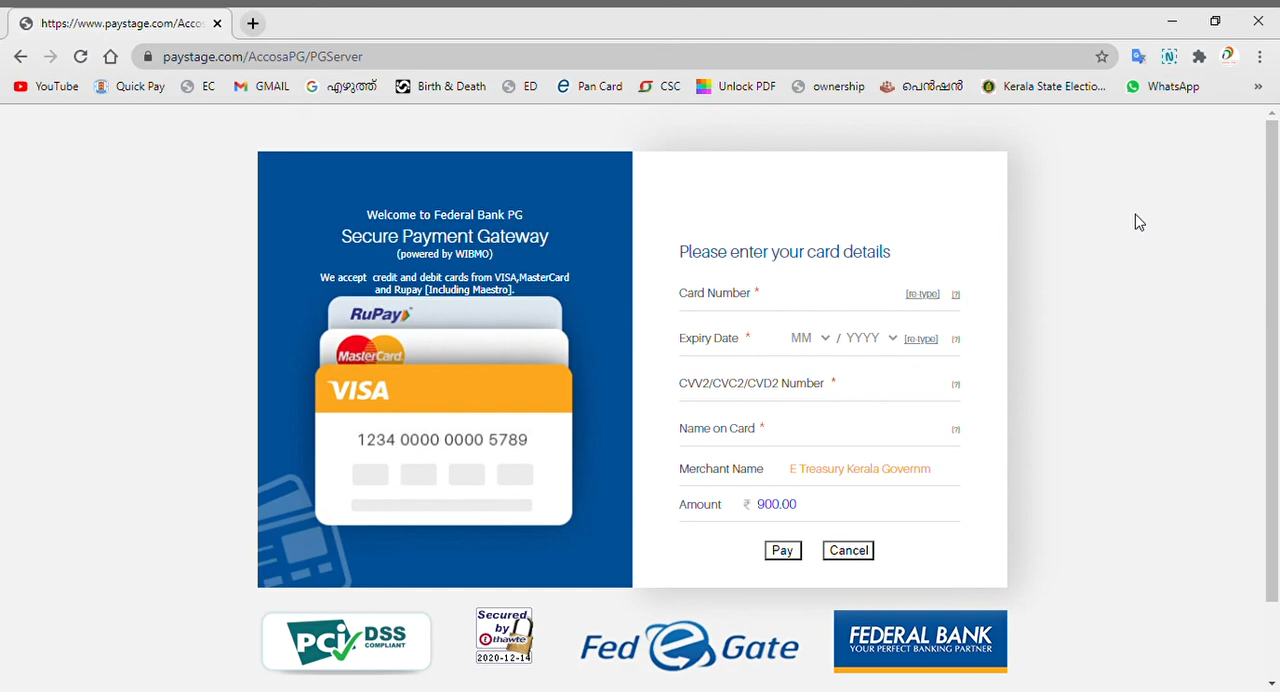 https://www.paystage.com/Accos
paystage.com/AccosaPG/PGServer
YouTube Quick Pay EC GMAIL എഴുത്ത് Birth & Death ED Pan Card CSC Unlock PDF ownership പെൻഷൻ Kerala State Electio... WhatsApp »
Welcome to Federal Bank PG
Secure Payment Gateway
(powered by WIBMO)
We accept credit and debit cards from VISA,MasterCard
and Rupay [Including Maestro].
RuPay
MasterCard
VISA
1234 0000 0000 5789
Please enter your card details
Card Number * [re-type] [?]
Expiry Date * MM / YYYY [re-type] [?]
CVV2/CVC2/CVD2 Number * [?]
Name on Card * [?]
Merchant Name E Treasury Kerala Governm
Amount ₹ 900.00
Pay Cancel
PCI DSS
COMPLIANT
Secured
by
thawte
2020-12-14
Fed e Gate
FEDERAL BANK
YOUR PERFECT BANKING PARTNER